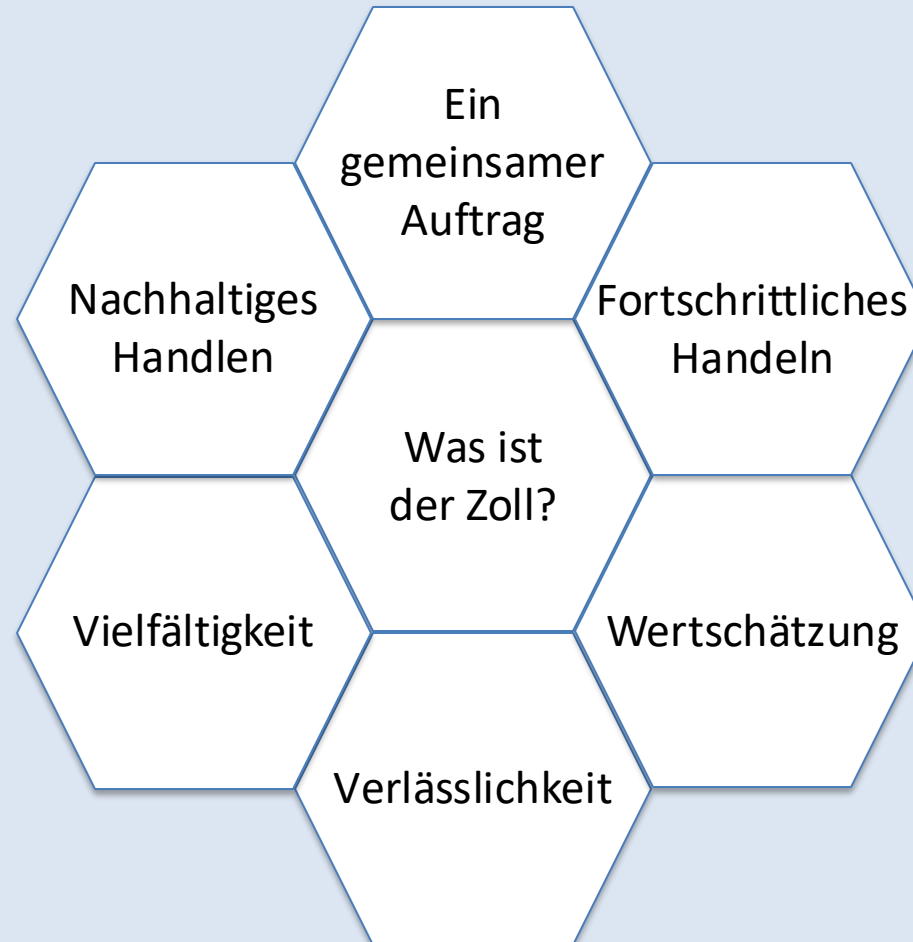 Ein
gemeinsamer
Auftrag
Nachhaltiges
Handlen
Fortschrittliches
Handeln
Was ist
der Zoll?
Vielfältigkeit
Wertschätzung
Verlässlichkeit